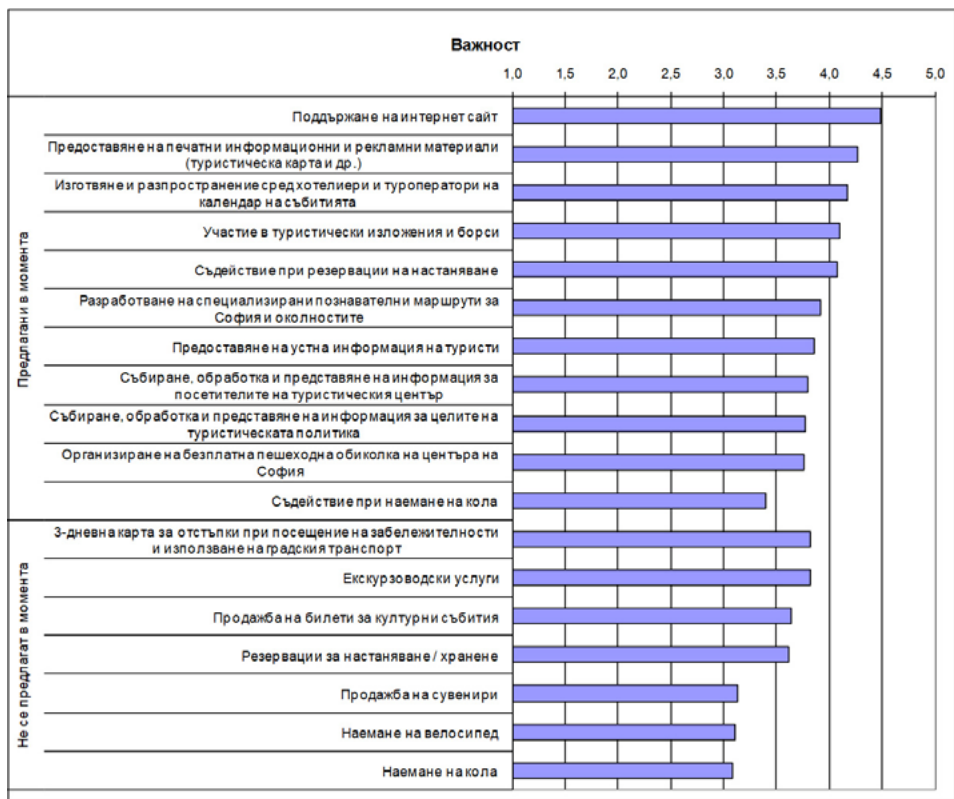 Важност
1,0 1,5 2,0 2,5 3,0 3,5 4,0 4,5 5,0
Предлагани в момента
Поддържане на интернет сайт
Предоставяне на печатни информационни и рекламни материали
(туристическа карта и др.)
Изготвяне и разпространение сред хотелиери и туроператори на
календар на събитията
Участие в туристически изложения и борси
Съдействие при резервации на настаняване
Разработване на специализирани познавателни маршрути за
София и околностите
Предоставяне на устна информация на туристи
Събиране, обработка и представяне на информация за
посетителите на туристическия център
Събиране, обработка и представяне на информация за целите на
туристическата политика
Организиране на безплатна пешеходна обиколка на центъра на
София
Съдействие при наемане на кола
Не се предлагат в момента
3-дневна карта за отстъпки при посещение на забележителности
и използване на градския транспорт
Екскурзоводски услуги
Продажба на билети за културни събития
Резервации за настаняване / хранене
Продажба на сувенири
Наемане на велосипед
Наемане на кола